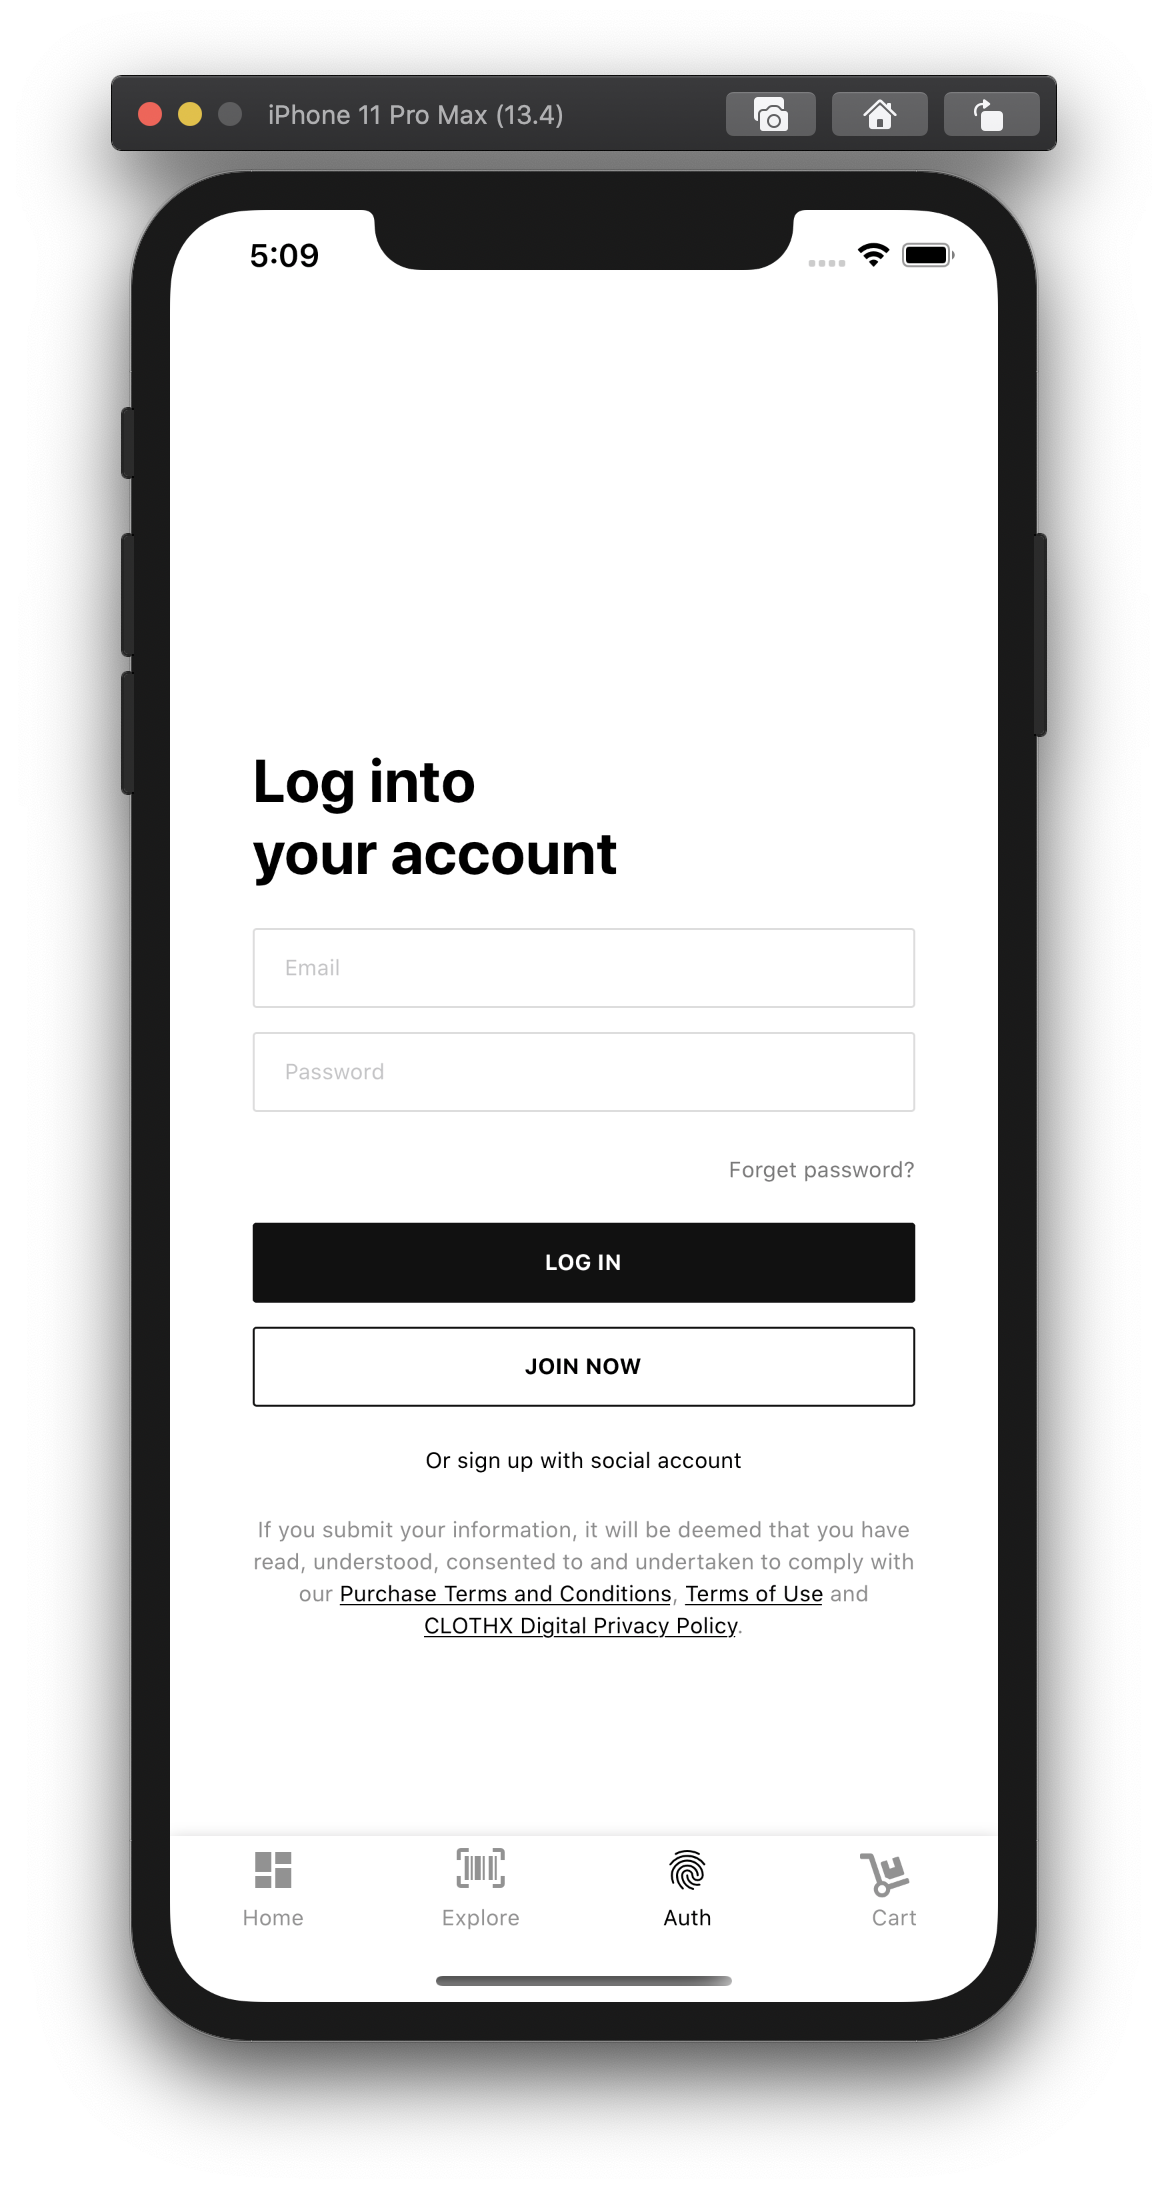 iPhone 11 Pro Max (13.4)
5:09
Log into
your account
Email
Password
Forget password?
LOG IN
JOIN NOW
Or sign up with social account
If you submit your information, it will be deemed that you have
read, understood, consented to and undertaken to comply with
our Purchase Terms and Conditions, Terms of Use and
CLOTHX Digital Privacy Policy.
Home Explore Auth Cart